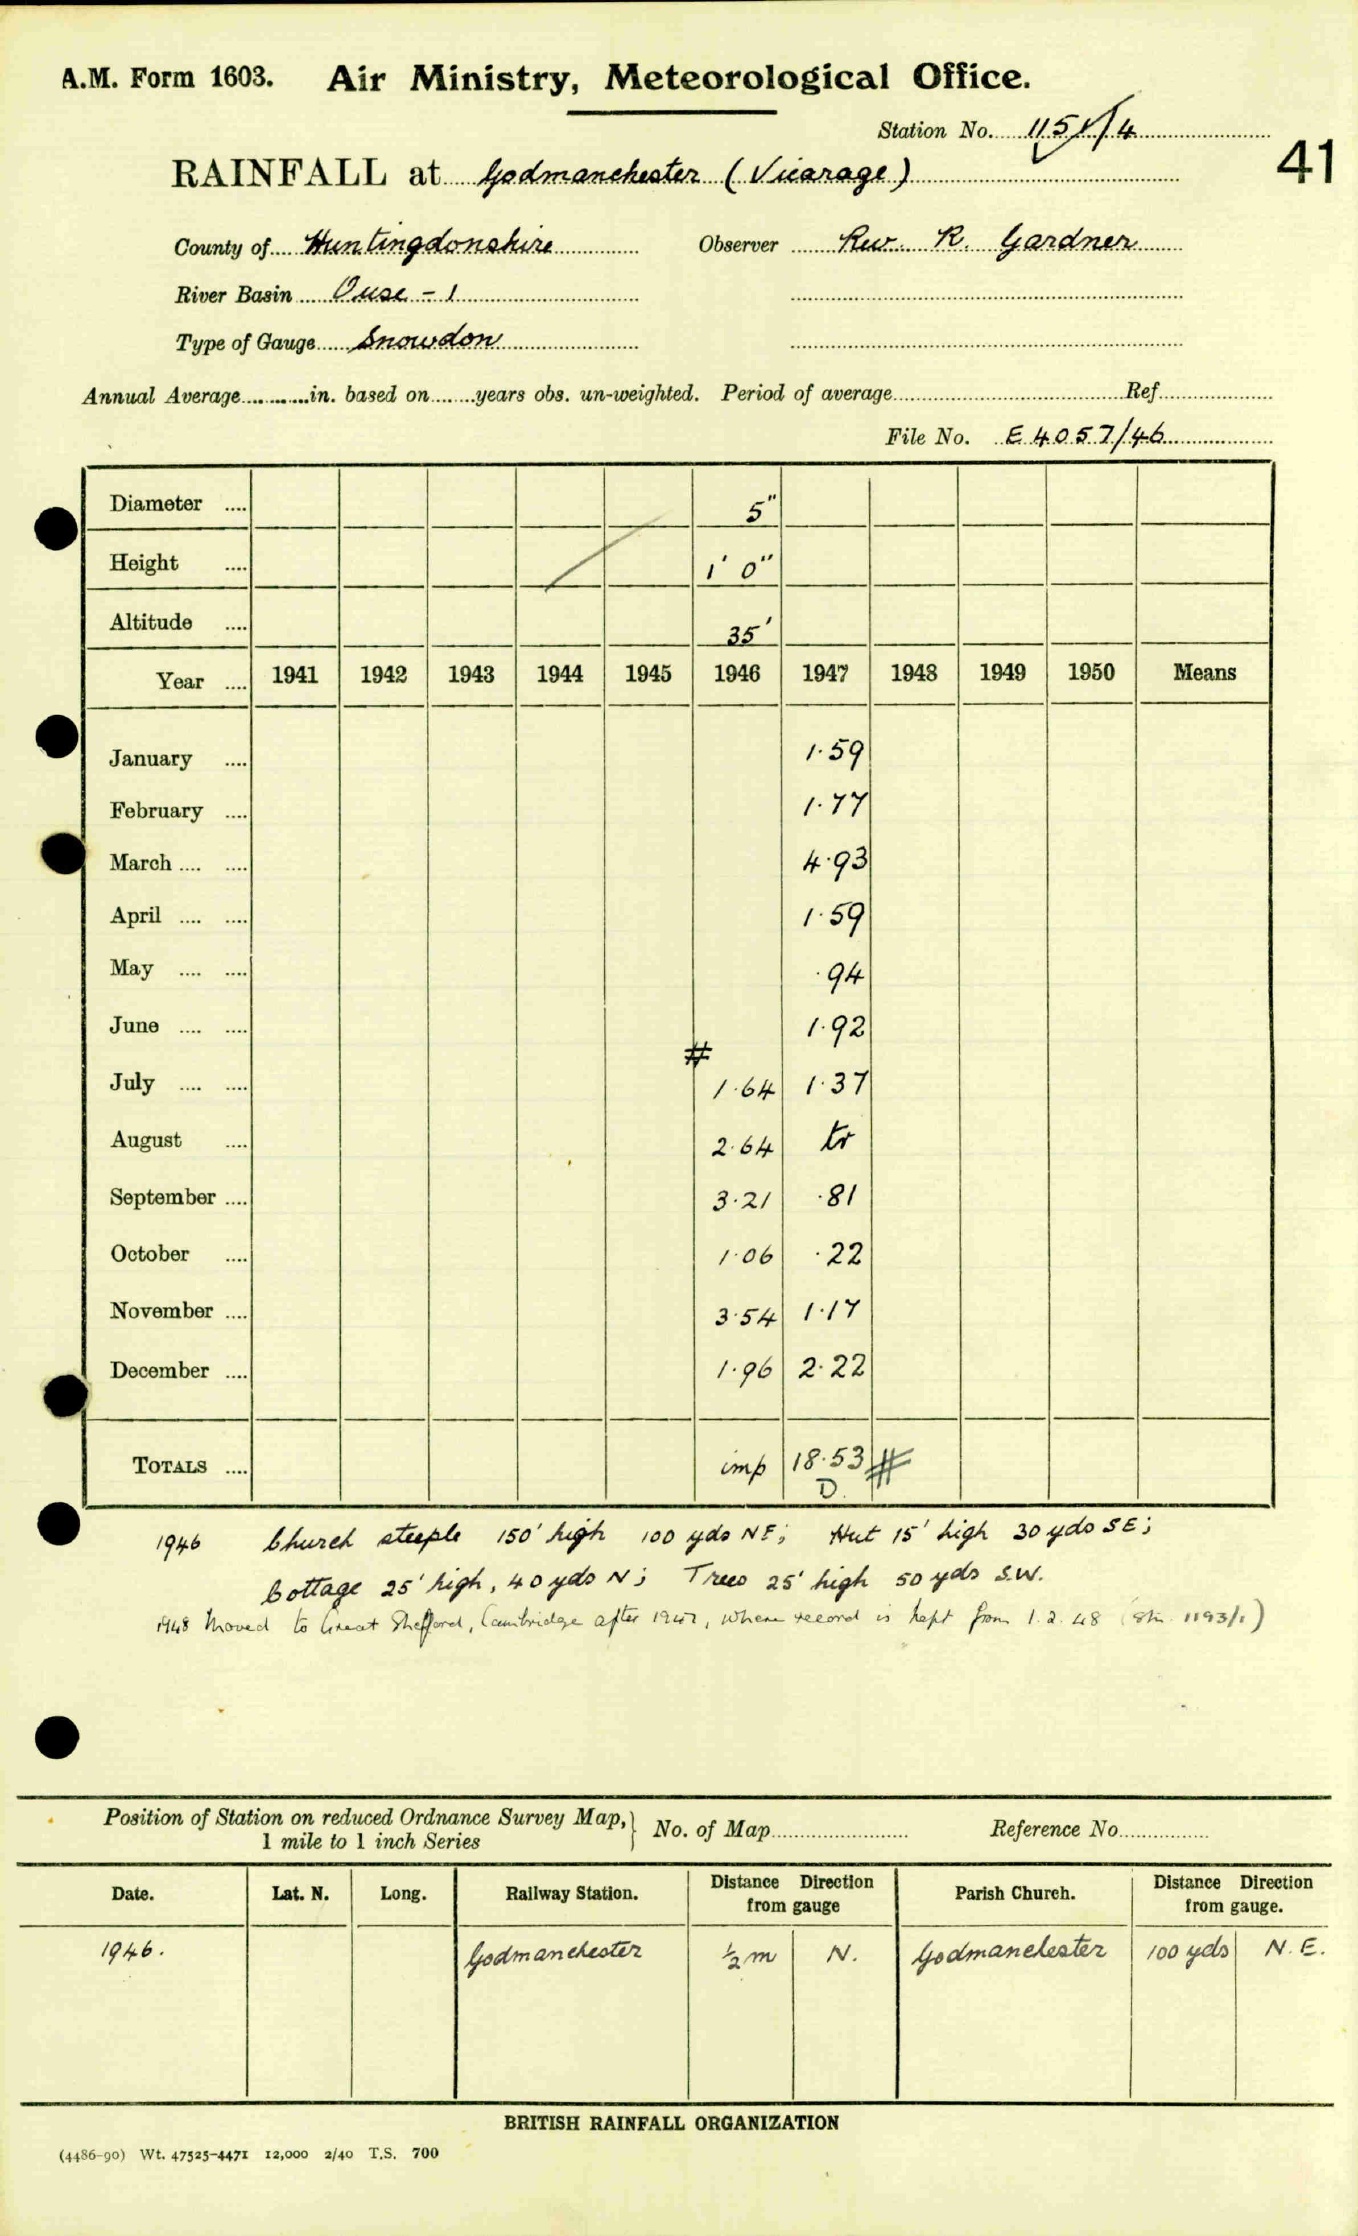 A.M. Form 1603. Air Ministry, Meteorological Office.
Station No. 1151/4
41
RAINFALL at Godmanchester (Vicarage)
County of Huntingdonshire Observer Rev. R. Gardner
River Basin Ouse - 1
Type of Gauge Snowdon
Annual Average in. based on years obs. un-weighted. Period of average Ref
File No. E 4057/46
Diameter 5"
Height 1' 0"
Altitude 35'
Year 1941 1942 1943 1944 1945 1946 1947 1948 1949 1950 Means
January 1.59
February 1.77
March 4.93
April 1.59
May .94
June 1.92
#
July 1.64 1.37
August 2.64 tr
September 3.21 .81
October 1.06 .22
November 3.54 1.17
December 1.96 2.22
TOTALS imp 18.53 #
D.
1946 Church steeple 150' high 100 yds NE; Hut 15' high 30 yds SE;
Cottage 25' high, 40 yds N; Trees 25' high 50 yds S.W.
1948 Moved to Great Shelford, Cambridge after 1947, where record is kept from 1.2.48 (Stn. 1193/1)
Position of Station on reduced Ordnance Survey Map, } No. of Map Reference No
1 mile to 1 inch Series
Date. Lat. N. Long. Railway Station. Distance Direction from gauge Parish Church. Distance Direction from gauge.
1946. Godmanchester ½ m N. Godmanchester 100 yds N.E.
BRITISH RAINFALL ORGANIZATION
(4486-90) Wt. 47525-4471 12,000 2/40 T.S. 700